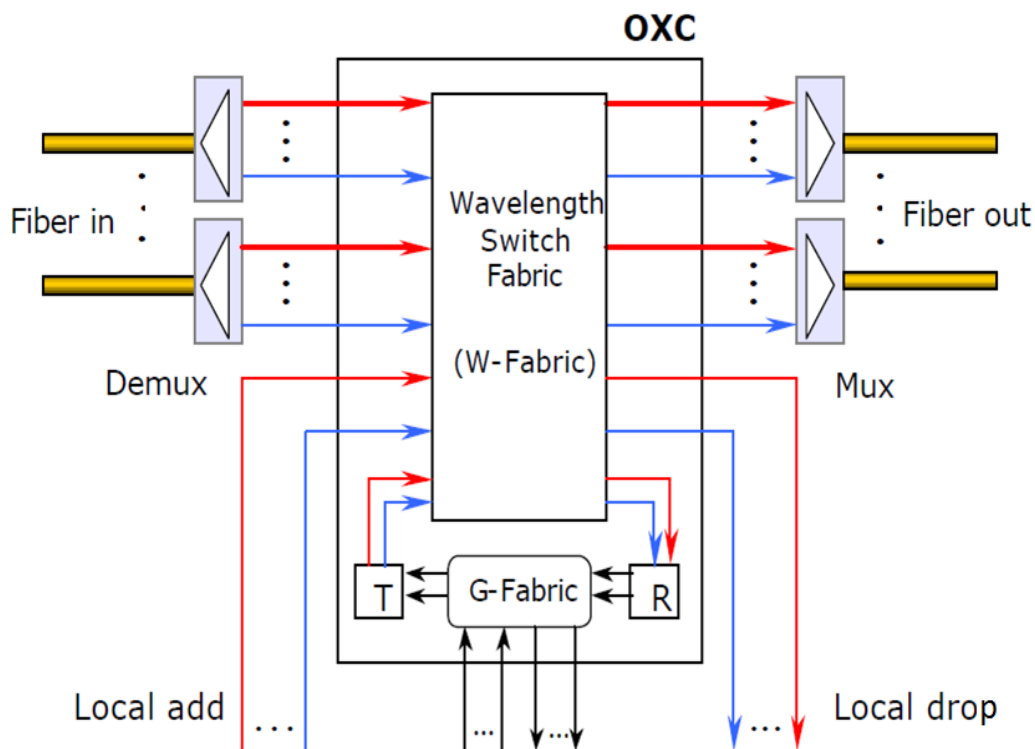 OXC
Fiber in
Wavelength
Switch
Fabric
(W-Fabric)
Fiber out
Demux
Mux
T
G-Fabric
R
Local add
...
...
...
...
Local drop